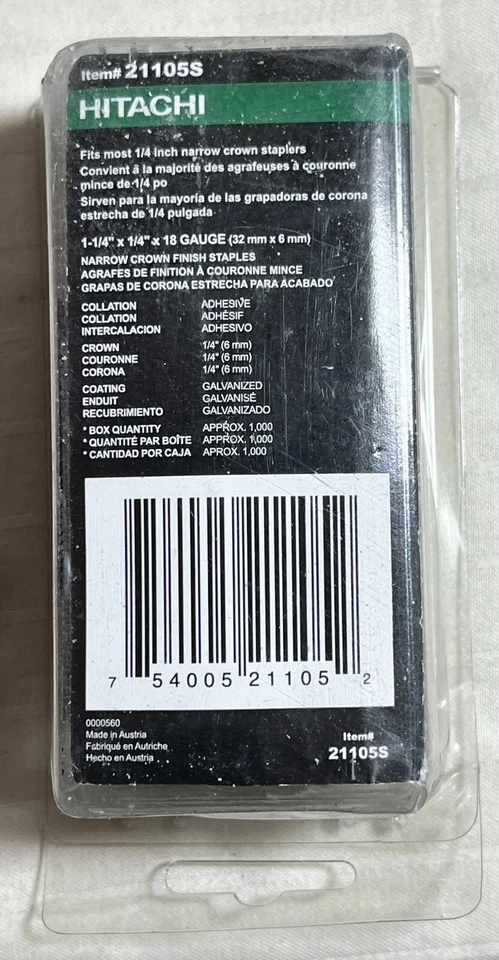 Item# 21105S
HITACHI
Fits most 1/4 inch narrow crown staplers
Convient à la majorité des agrafeuses à couronne
mince de 1/4 po
Sirven para la mayoría de las grapadoras de corona
estrecha de 1/4 pulgada
1-1/4" x 1/4" x 18 GAUGE (32 mm x 6 mm)
NARROW CROWN FINISH STAPLES
AGRAFES DE FINITION À COURONNE MINCE
GRAPAS DE CORONA ESTRECHA PARA ACABADO
COLLATION ADHESIVE
COLLATION ADHÉSIF
INTERCALACION ADHESIVO
CROWN 1/4" (6 mm)
COURONNE 1/4" (6 mm)
CORONA 1/4" (6 mm)
COATING GALVANIZED
ENDUIT GALVANISÉ
RECUBRIMIENTO GALVANIZADO
* BOX QUANTITY APPROX. 1,000
* QUANTITÉ PAR BOÎTE APPROX. 1,000
* CANTIDAD POR CAJA APROX. 1,000
7 54005 21105 2
0000560
Made in Austria
Fabriqué en Autriche
Hecho en Austria
Item#
21105S